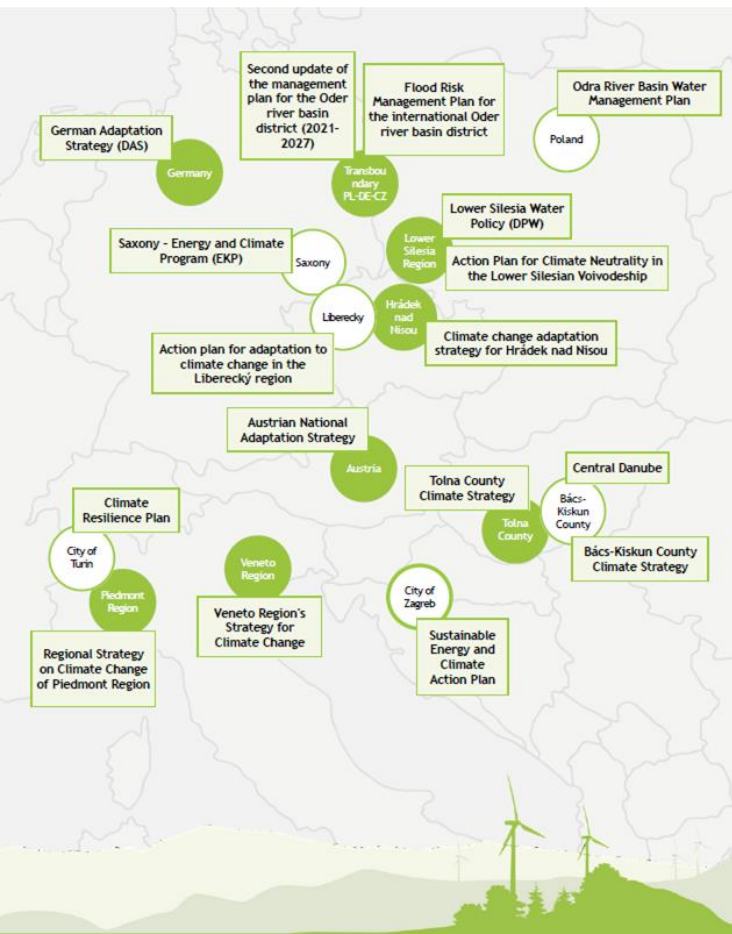 Second update of
the management
plan for the Oder
river basin
district (2021-
2027)
Flood Risk
Management Plan for
the international Oder
river basin district
Odra River Basin Water
Management Plan
German Adaptation
Strategy (DAS)
Germany
Transbou
ndary
PL-DE-CZ
Poland
Lower Silesia Water
Policy (DPW)
Saxony - Energy and Climate
Program (EKP)
Saxony
Lower
Silesia
Region
Action Plan for Climate Neutrality in
the Lower Silesian Voivodeship
Liberecky
Hrádek
nad
Nisou
Action plan for adaptation to
climate change in the
Liberecký region
Climate change adaptation
strategy for Hrádek nad Nisou
Austrian National
Adaptation Strategy
Austria
Tolna County
Climate Strategy
Central Danube
Climate
Resilience Plan
Bács-
Kiskun
County
Tolna
County
City of
Turin
Bács-Kiskun County
Climate Strategy
Veneto
Region
Piedmont
Region
City of
Zagreb
Veneto Region's
Strategy for
Climate Change
Sustainable
Energy and
Climate
Action Plan
Regional Strategy
on Climate Change
of Piedmont Region